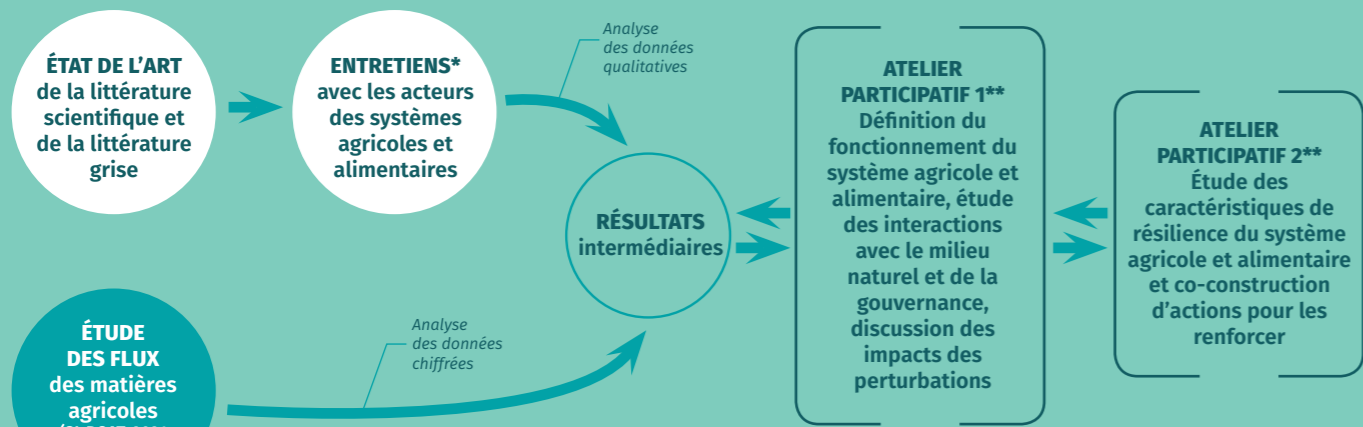 ÉTAT DE L’ART
de la littérature
scientifique et
de la littérature
grise
ENTRETIENS*
avec les acteurs
des systèmes
agricoles et
alimentaires
Analyse
des données
qualitatives
RÉSULTATS
intermédiaires
ATELIER
PARTICIPATIF 1**
Définition du
fonctionnement du
système agricole et
alimentaire, étude
des interactions
avec le milieu
naturel et de la
gouvernance,
discussion des
impacts des
perturbations
ATELIER
PARTICIPATIF 2**
Étude des
caractéristiques de
résilience du système
agricole et alimentaire
et co-construction
d’actions pour les
renforcer
ÉTUDE
DES FLUX
des matières
agricoles
Analyse
des données
chiffrées